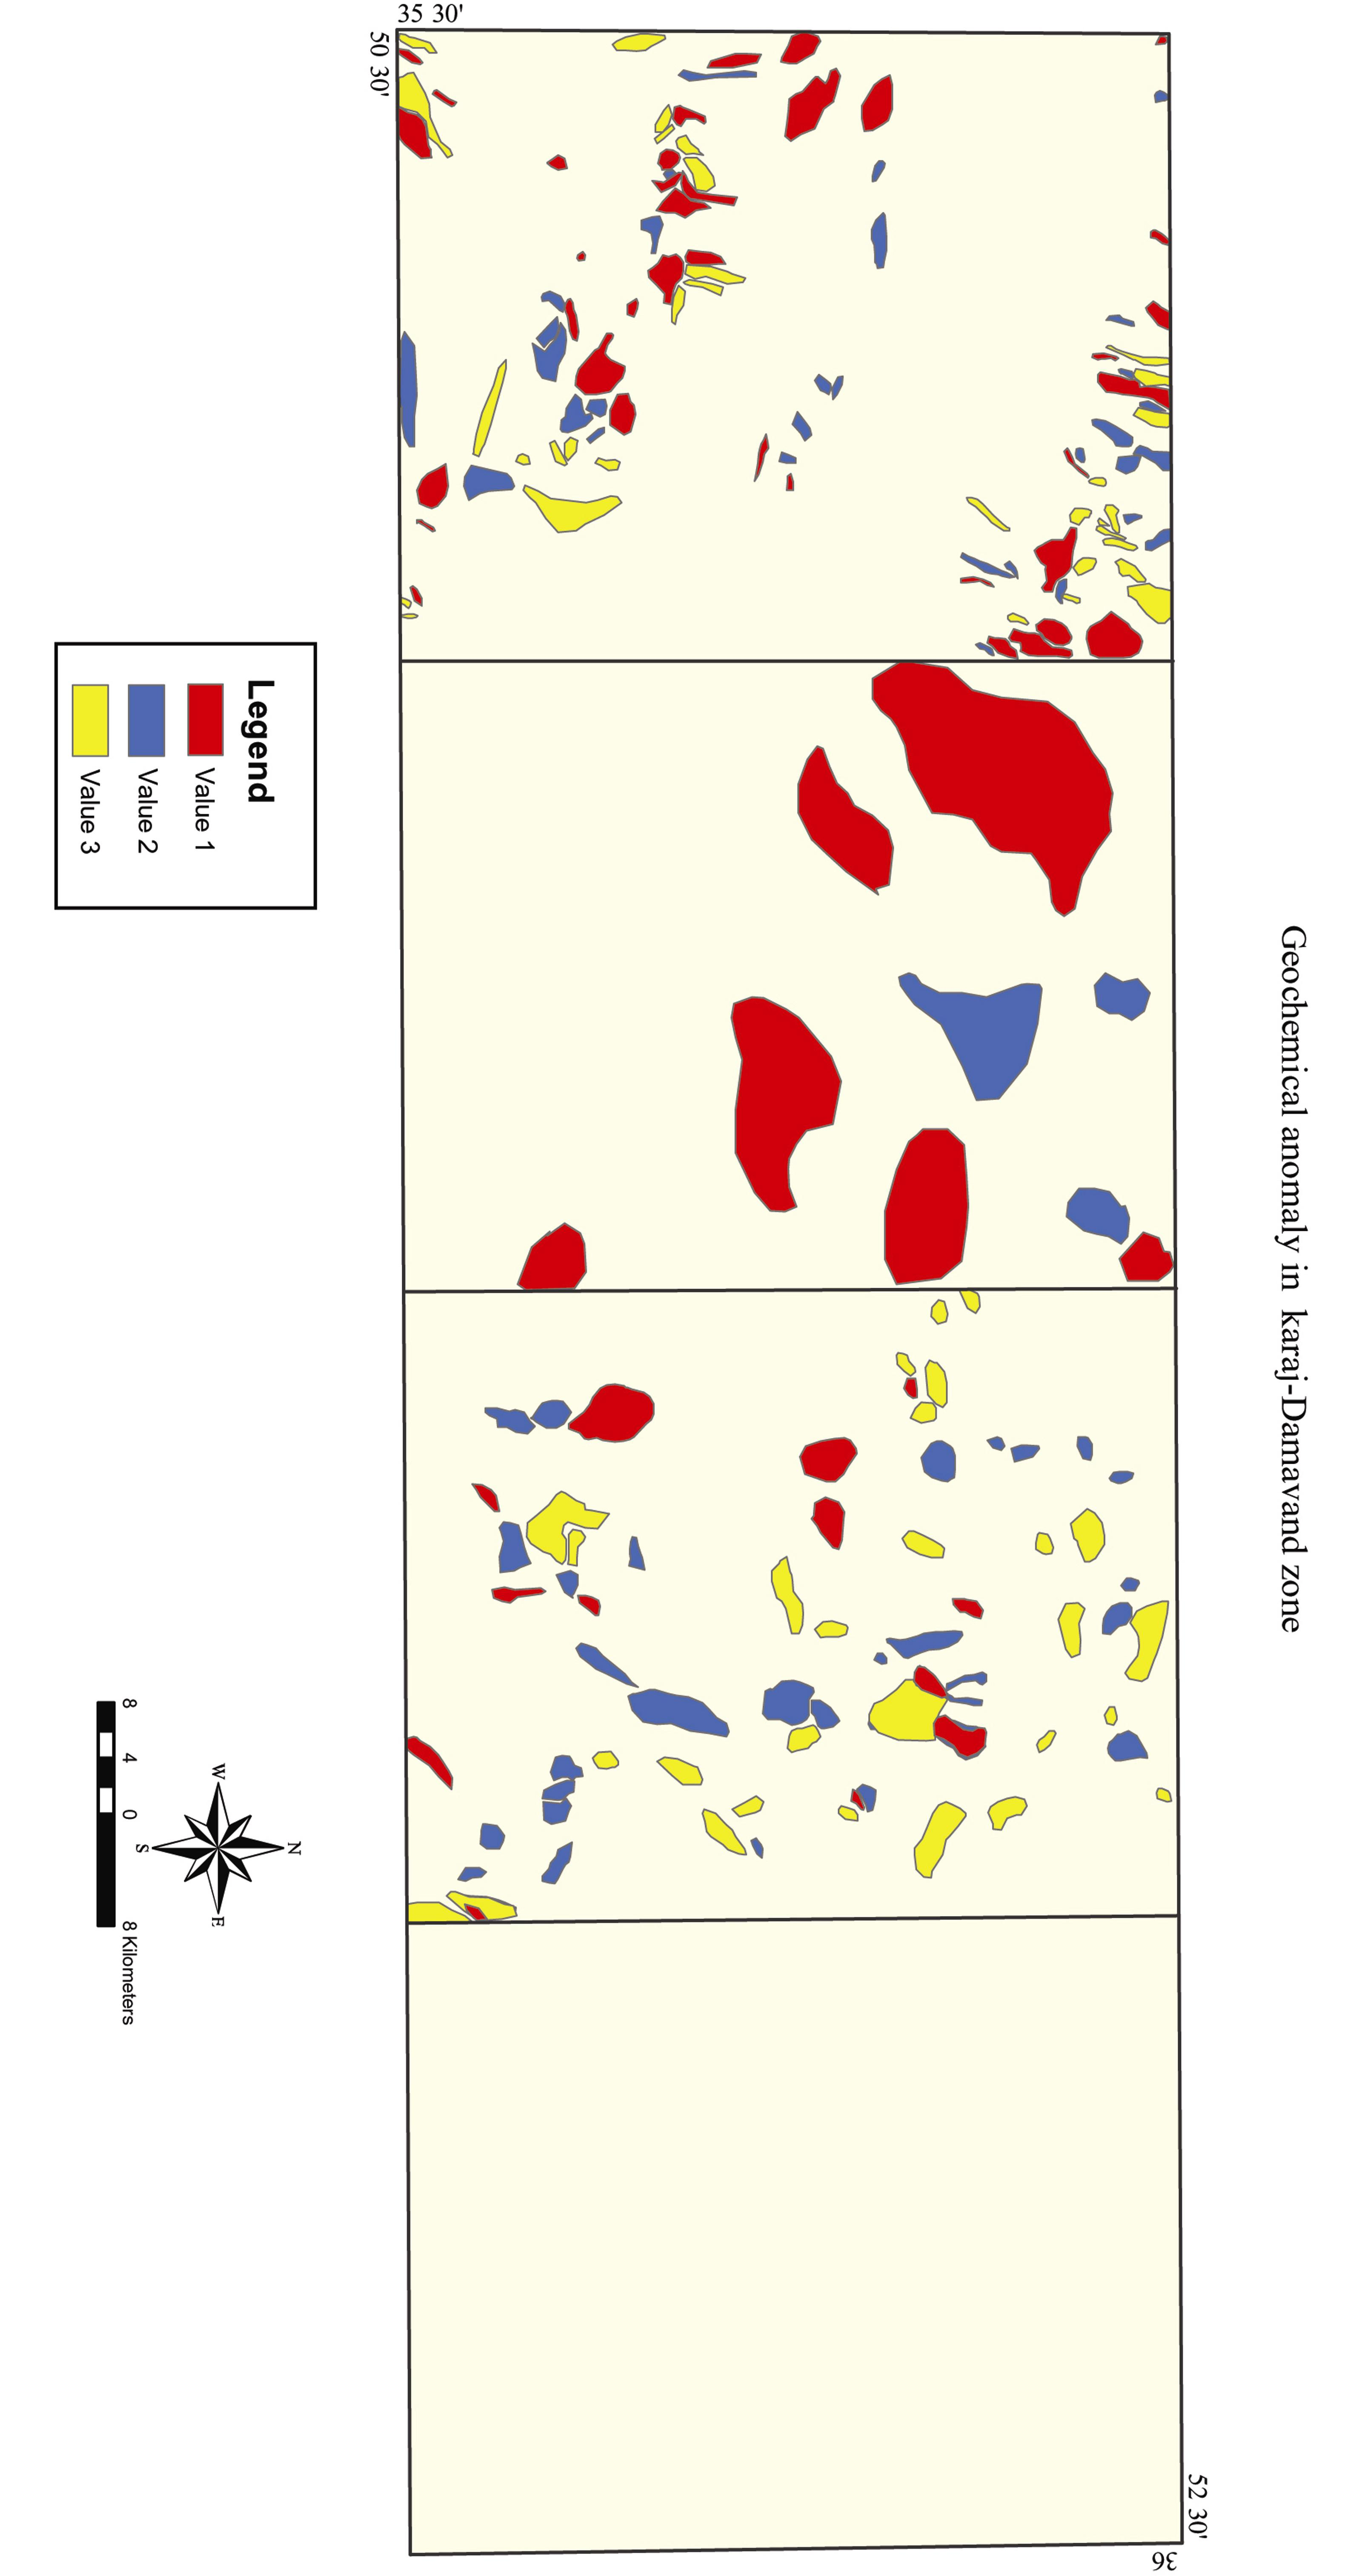 Geochemical anomaly in karaj-Damavand zone
35 30'
50 30'
52 30'
36
Legend
Value 1
Value 2
Value 3
N
W
E
S
8 4 0 8 Kilometers